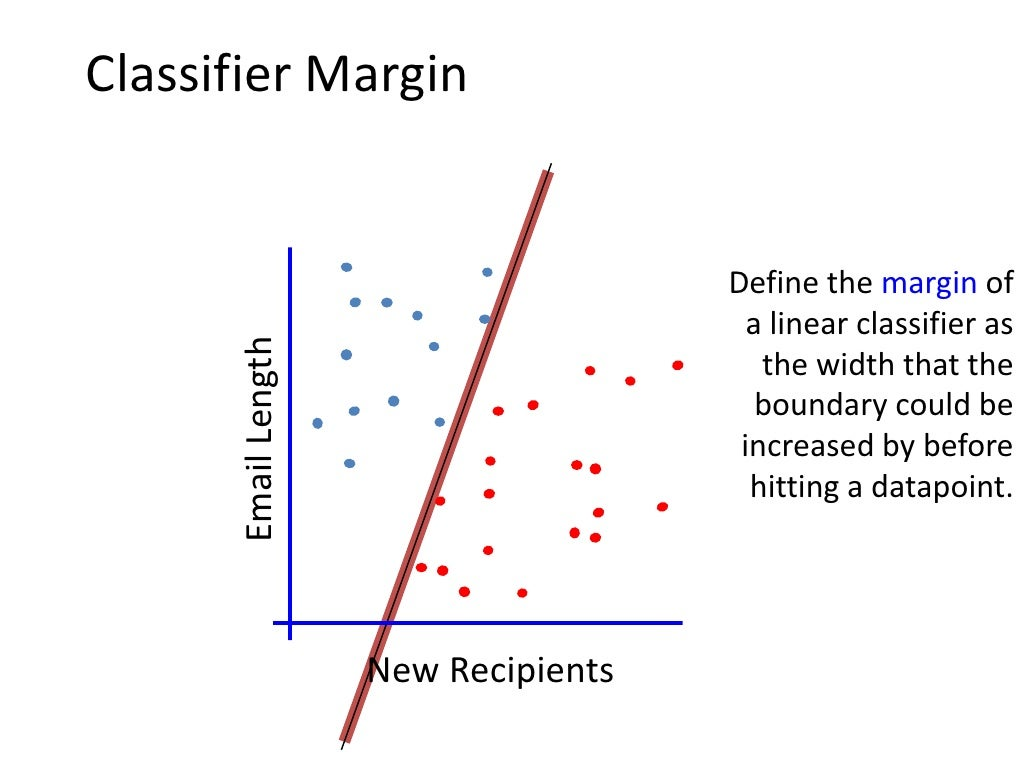 Classifier Margin
Define the margin of
a linear classifier as
the width that the
boundary could be
increased by before
hitting a datapoint.
Email Length
New Recipients